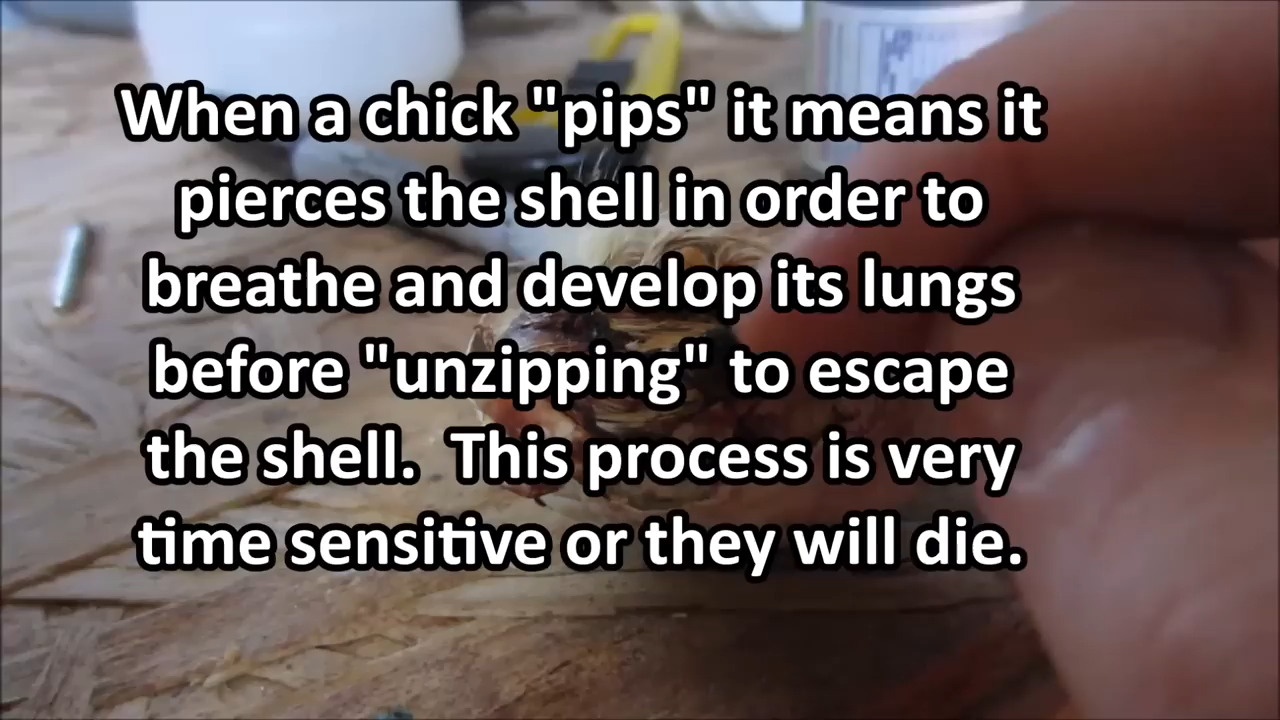 When a chick "pips" it means it
pierces the shell in order to
breathe and develop its lungs
before "unzipping" to escape
the shell.  This process is very
time sensitive or they will die.